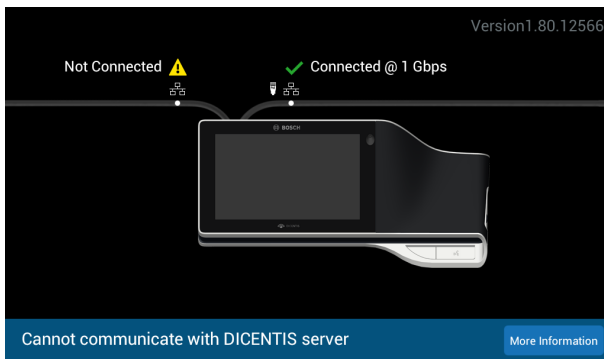 Version1.80.12566
Not Connected
Connected @ 1 Gbps
BOSCH
Cannot communicate with DICENTIS server
More Information